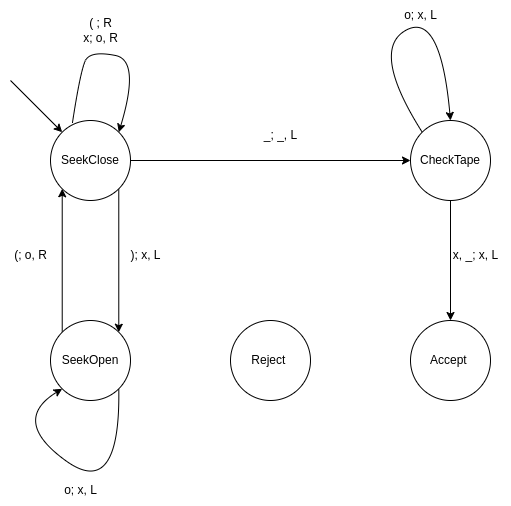 ( ; R
x; o, R
o; x, L
_; _, L
SeekClose
CheckTape
(; o, R
); x, L
x, _; x, L
SeekOpen
Reject
Accept
o; x, L